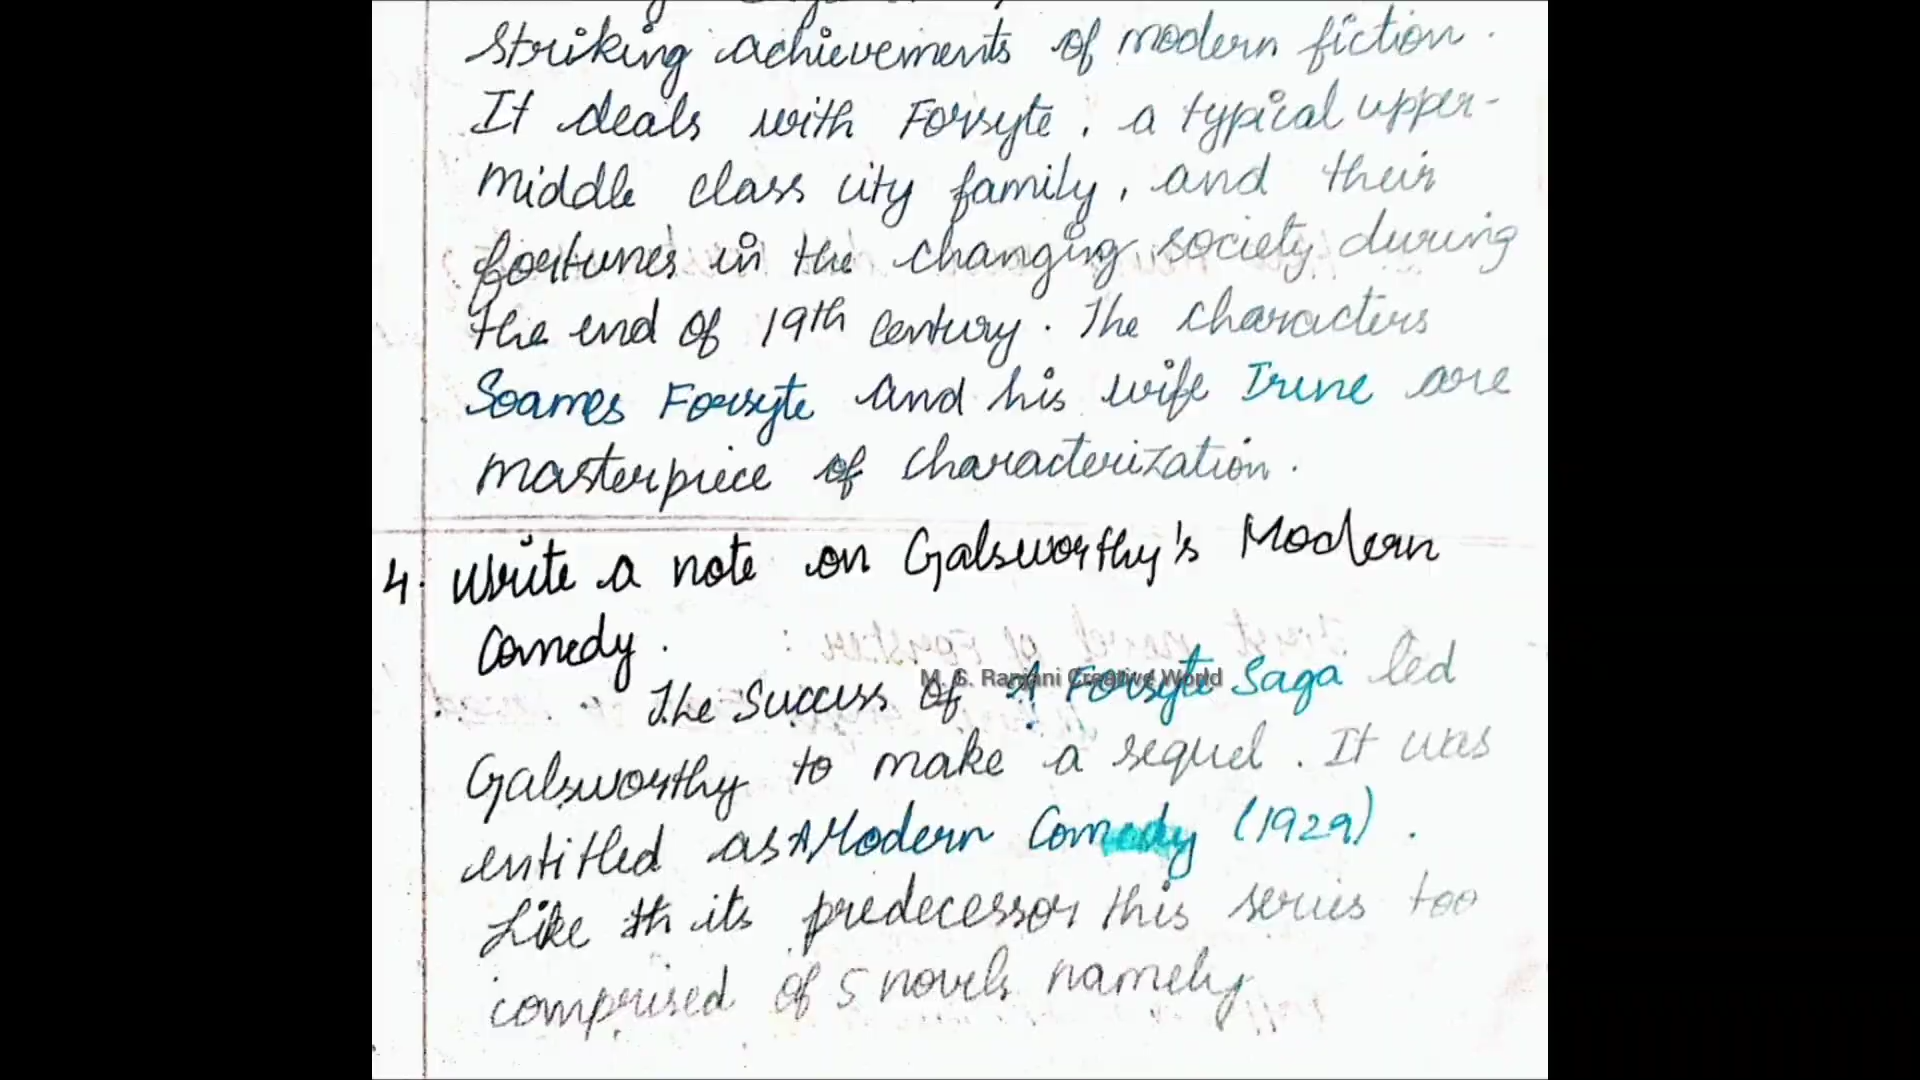 striking achievements of modern fiction.
It deals with Forsyte, a typical upper-
middle class city family, and their
fortunes in the changing society during
the end of 19th century. The characters
Soames Forsyte and his wife Irene are
masterpiece of characterization.
4. Write a note on Galsworthy's Modern
Comedy.
The Success of A Forsyte Saga led
M. S. Ranjani Creative World
Galsworthy to make a sequel. It was
entitled as A Modern Comedy (1929).
Like th its predecessor this series too
comprised of 5 novels namely